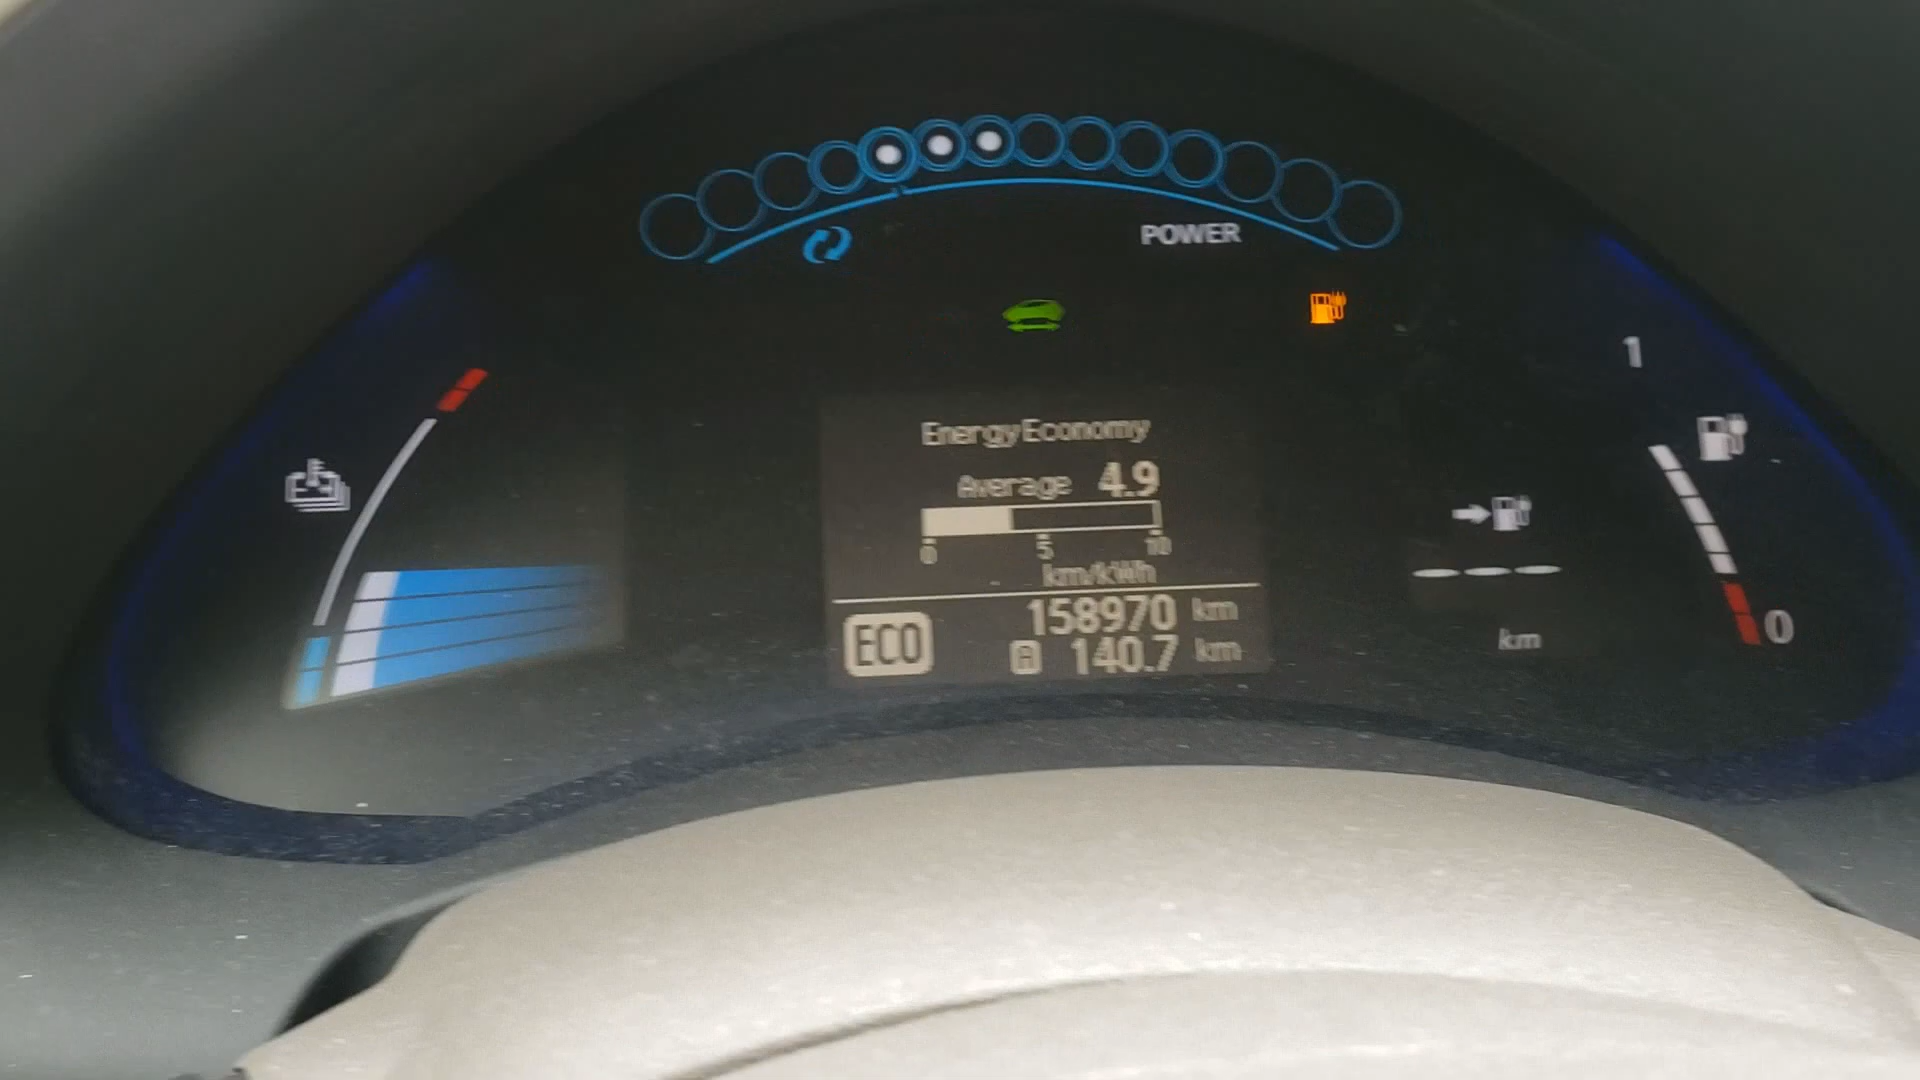 POWER
1
Energy Economy
Average 4.9
0 5 10
km/kWh
ECO
158970 km
A 140.7 km
--- km
0